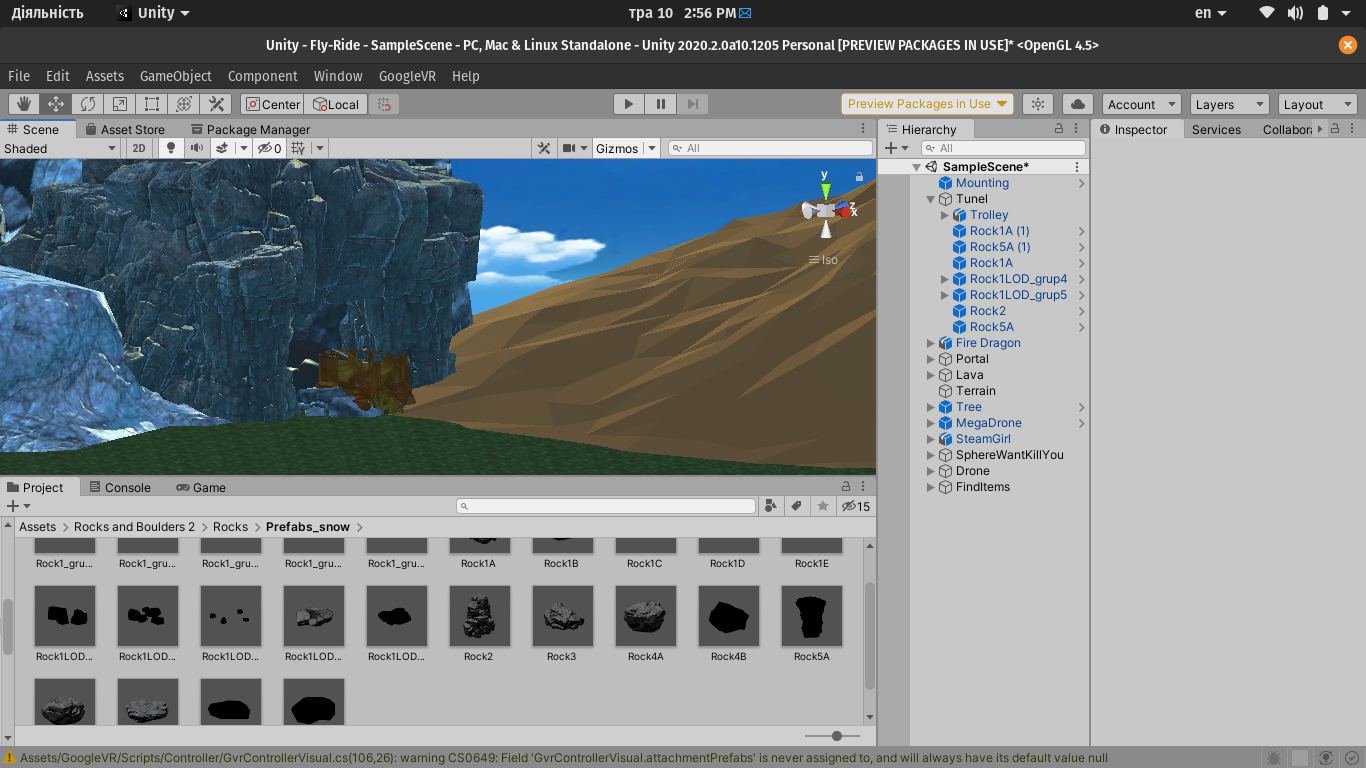 Діяльність Unity тра 10 2:56 PM en
Unity - Fly-Ride - SampleScene - PC, Mac & Linux Standalone - Unity 2020.2.0a10.1205 Personal [PREVIEW PACKAGES IN USE]* <OpenGL 4.5>
File Edit Assets GameObject Component Window GoogleVR Help
Center Local Preview Packages in Use Account Layers Layout
Scene Asset Store Package Manager
Shaded 2D 0 Gizmos All
y
z
x
Iso
Hierarchy
All
SampleScene*
Mounting
Tunel
Trolley
Rock1A (1)
Rock5A (1)
Rock1A
Rock1LOD_grup4
Rock1LOD_grup5
Rock2
Rock5A
Fire Dragon
Portal
Lava
Terrain
Tree
MegaDrone
SteamGirl
SphereWantKillYou
Drone
FindItems
Inspector Services Collabora
Project Console Game
15
Assets > Rocks and Boulders 2 > Rocks > Prefabs_snow >
Rock1_gru... Rock1_gru... Rock1_gru... Rock1_gru... Rock1_gru... Rock1A Rock1B Rock1C Rock1D Rock1E
Rock1LOD... Rock1LOD... Rock1LOD... Rock1LOD... Rock1LOD... Rock2 Rock3 Rock4A Rock4B Rock5A
Assets/GoogleVR/Scripts/Controller/GvrControllerVisual.cs(106,26): warning CS0649: Field 'GvrControllerVisual.attachmentPrefabs' is never assigned to, and will always have its default value null